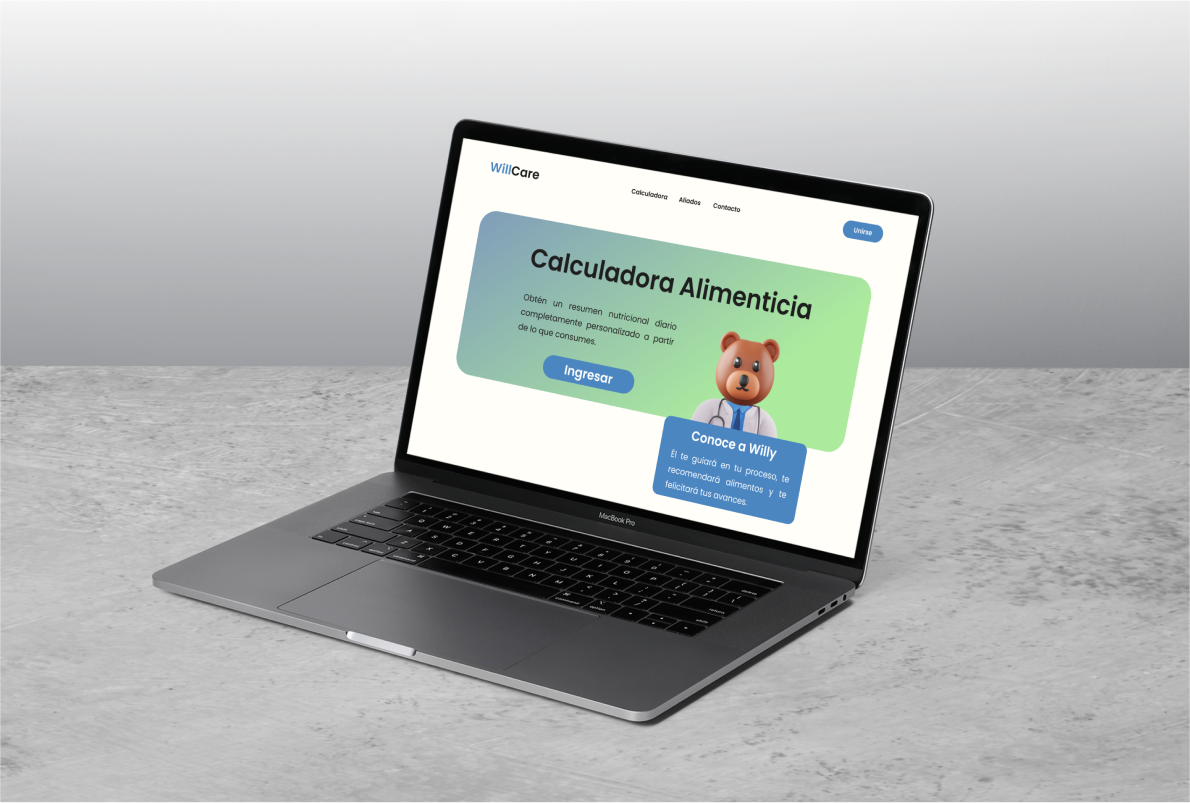 WillCare
Calculadora Aliados Contacto
Unirse
Calculadora Alimenticia
Obtén un resumen nutricional diario
completamente personalizado a partir
de lo que consumes.
Ingresar
Conoce a Willy
Él te guiará en tu proceso, te
recomendará alimentos y te
felicitará tus avances.
MacBook Pro